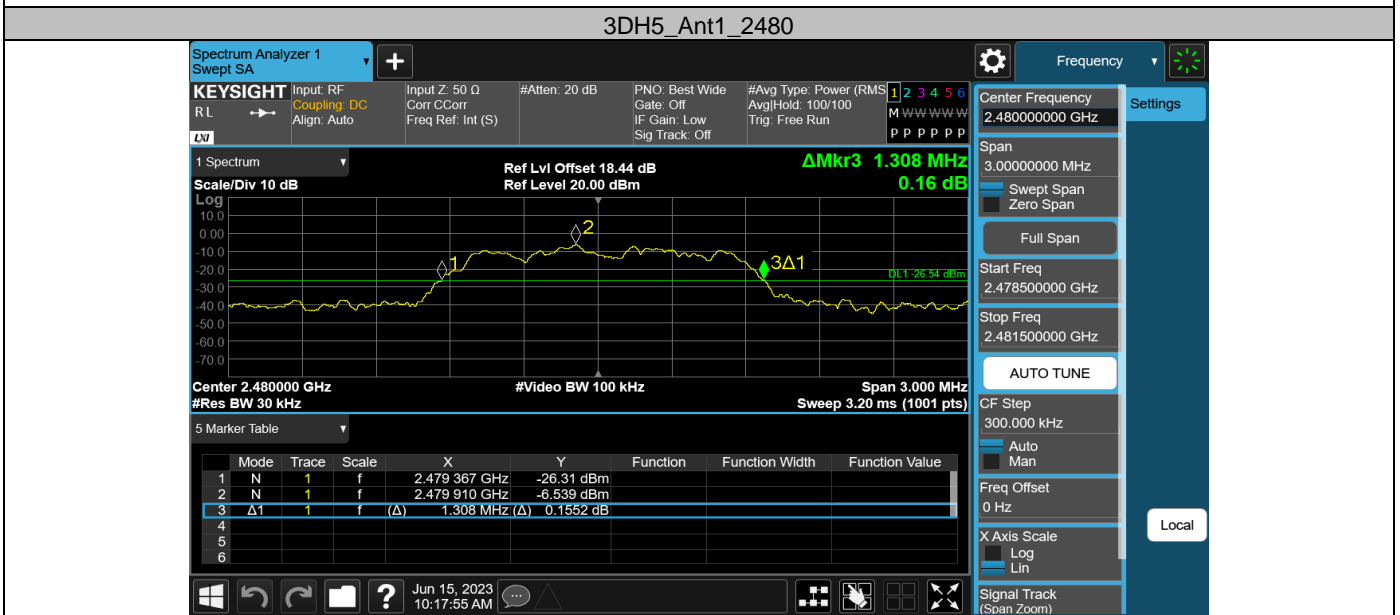 3DH5_Ant1_2480
Spectrum Analyzer 1
Swept SA
+
Frequency
KEYSIGHT
RL
LXI
Input: RF
Coupling: DC
Align: Auto
Input Z: 50 Ω
Corr CCorr
Freq Ref: Int (S)
#Atten: 20 dB
PNO: Best Wide
Gate: Off
IF Gain: Low
Sig Track: Off
#Avg Type: Power (RMS
Avg|Hold: 100/100
Trig: Free Run
1 2 3 4 5 6
M W W W W W
P P P P P P
Center Frequency
2.480000000 GHz
Settings
Span
3.00000000 MHz
Swept Span
Zero Span
Full Span
Start Freq
2.478500000 GHz
Stop Freq
2.481500000 GHz
AUTO TUNE
CF Step
300.000 kHz
Auto
Man
Freq Offset
0 Hz
X Axis Scale
Log
Lin
Signal Track
(Span Zoom)
Local
1 Spectrum
Scale/Div 10 dB
Ref Lvl Offset 18.44 dB
Ref Level 20.00 dBm
ΔMkr3 1.308 MHz
0.16 dB
Log
10.0
0.00
-10.0
-20.0
-30.0
-40.0
-50.0
-60.0
-70.0
1
2
3Δ1
DL1 -26.54 dBm
Center 2.480000 GHz
#Video BW 100 kHz
Span 3.000 MHz
#Res BW 30 kHz
Sweep 3.20 ms (1001 pts)
5 Marker Table
Mode Trace Scale X Y Function Function Width Function Value
1 N 1 f 2.479 367 GHz -26.31 dBm
2 N 1 f 2.479 910 GHz -6.539 dBm
3 Δ1 1 f (Δ) 1.308 MHz (Δ) 0.1552 dB
4
5
6
?
Jun 15, 2023
10:17:55 AM